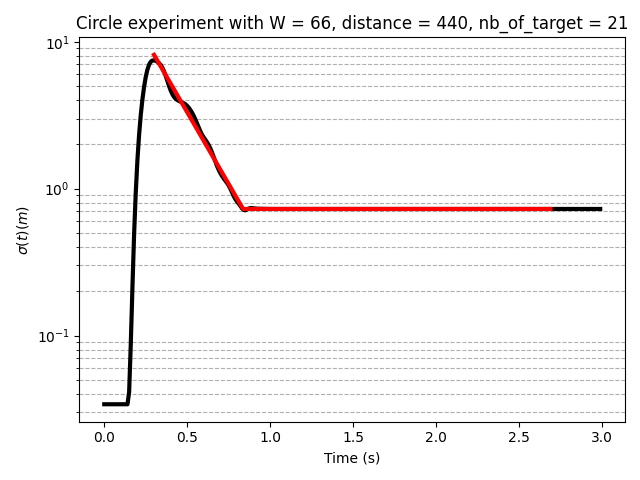 Circle experiment with W = 66, distance = 440, nb_of_target = 21
10¹
10⁰
10⁻¹
σ(t)(m)
0.0 0.5 1.0 1.5 2.0 2.5 3.0
Time (s)